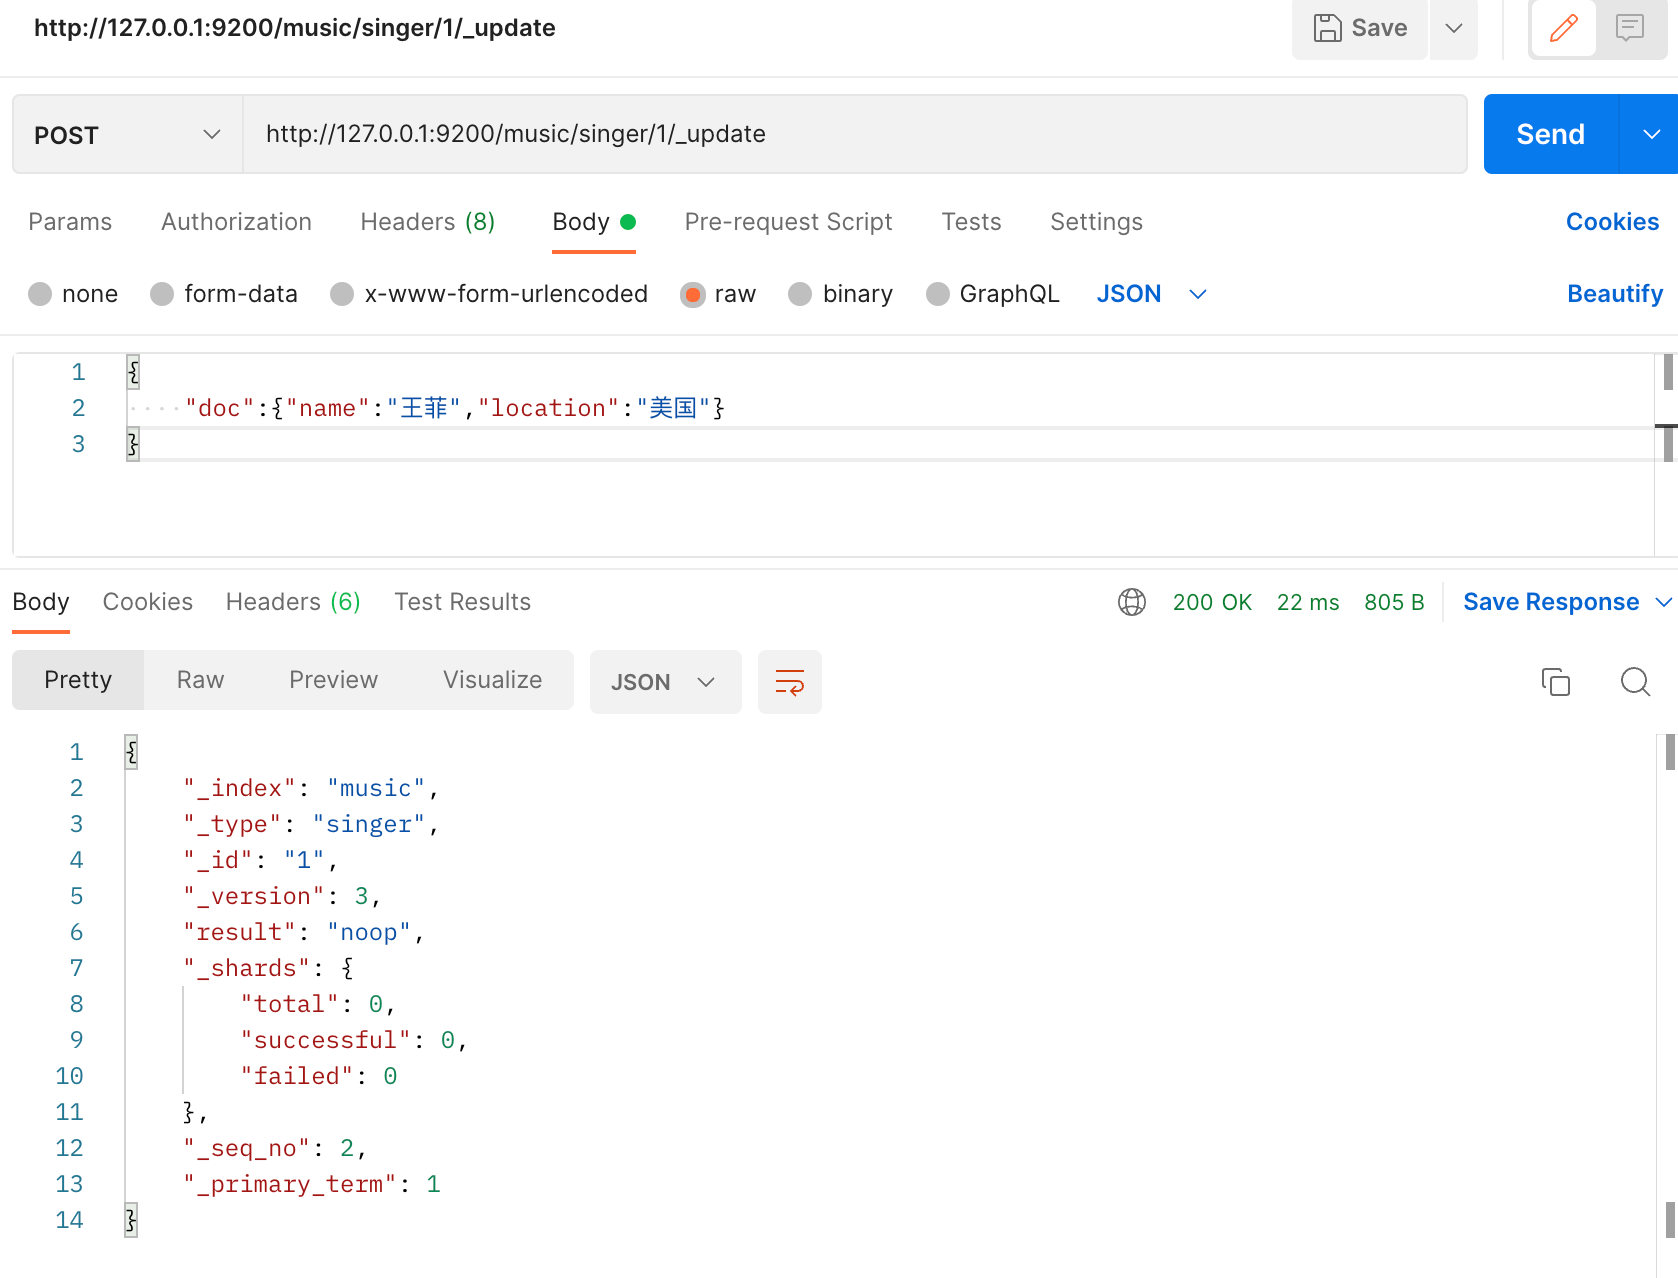 http://127.0.0.1:9200/music/singer/1/_update
Save
POST http://127.0.0.1:9200/music/singer/1/_update Send
Params Authorization Headers (8) Body Pre-request Script Tests Settings Cookies
none form-data x-www-form-urlencoded raw binary GraphQL JSON Beautify
1 {
2 ····"doc":{"name":"王菲","location":"美国"}
3 }
Body Cookies Headers (6) Test Results 200 OK 22 ms 805 B Save Response
Pretty Raw Preview Visualize JSON
1 {
2 "_index": "music",
3 "_type": "singer",
4 "_id": "1",
5 "_version": 3,
6 "result": "noop",
7 "_shards": {
8 "total": 0,
9 "successful": 0,
10 "failed": 0
11 },
12 "_seq_no": 2,
13 "_primary_term": 1
14 }